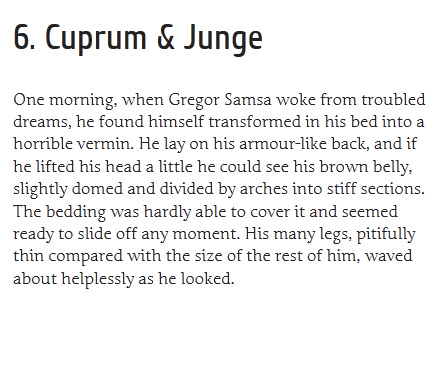 6. Cuprum & Junge
One morning, when Gregor Samsa woke from troubled
dreams, he found himself transformed in his bed into a
horrible vermin. He lay on his armour-like back, and if
he lifted his head a little he could see his brown belly,
slightly domed and divided by arches into stiff sections.
The bedding was hardly able to cover it and seemed
ready to slide off any moment. His many legs, pitifully
thin compared with the size of the rest of him, waved
about helplessly as he looked.